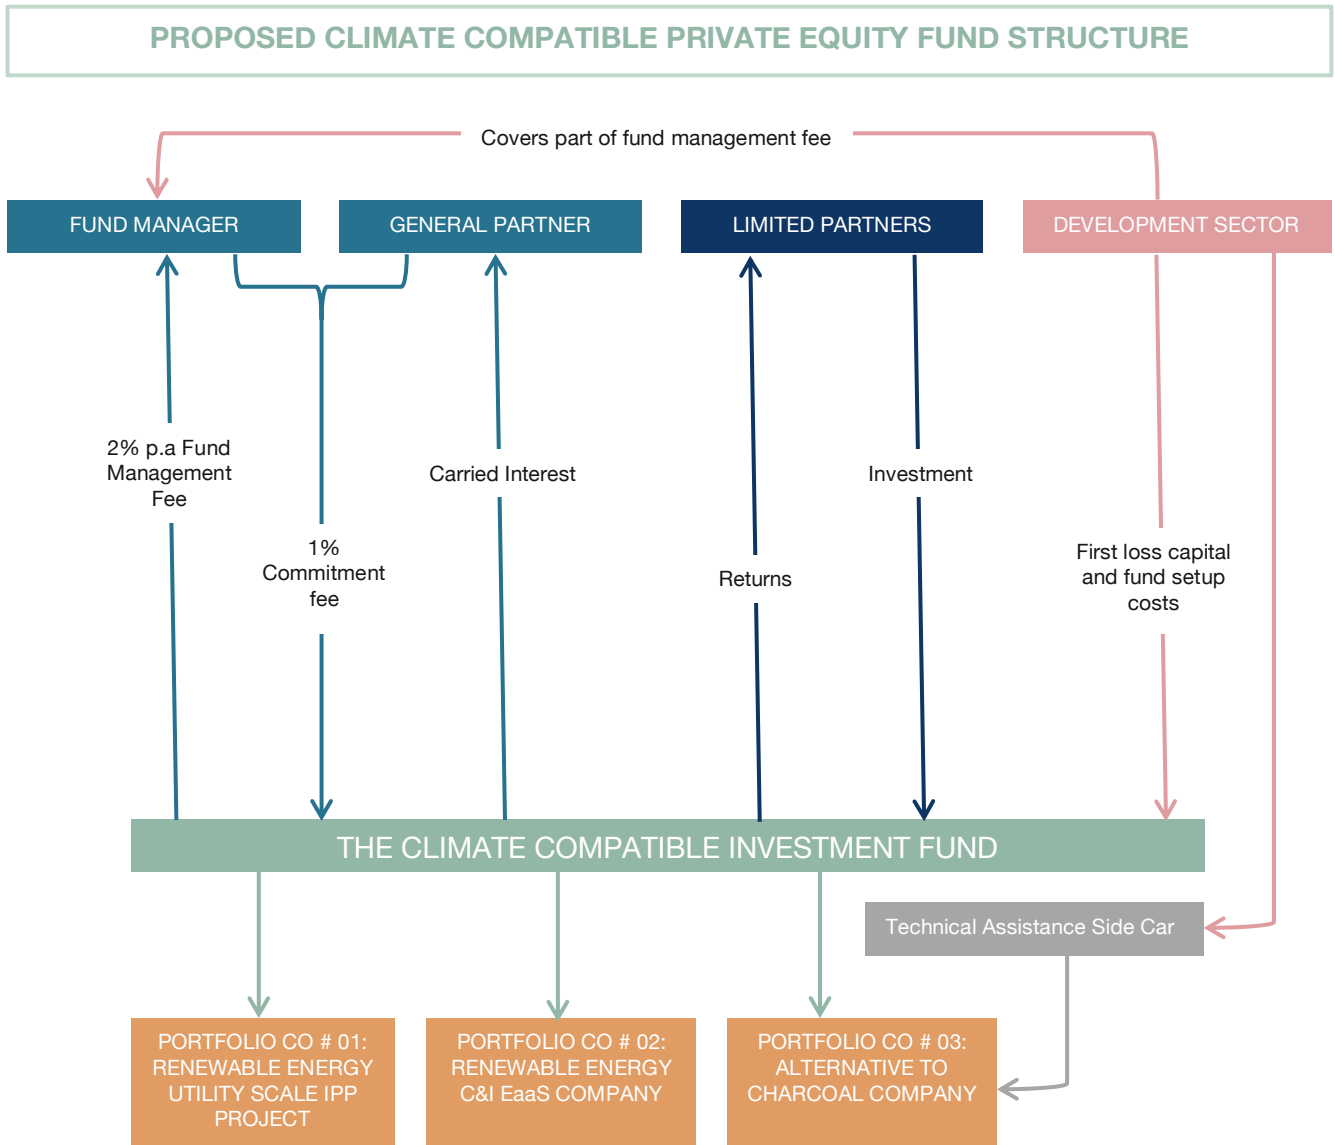 PROPOSED CLIMATE COMPATIBLE PRIVATE EQUITY FUND STRUCTURE
Covers part of fund management fee
FUND MANAGER
GENERAL PARTNER
LIMITED PARTNERS
DEVELOPMENT SECTOR
2% p.a Fund
Management
Fee
1%
Commitment
fee
Carried Interest
Returns
Investment
First loss capital
and fund setup
costs
THE CLIMATE COMPATIBLE INVESTMENT FUND
Technical Assistance Side Car
PORTFOLIO CO # 01:
RENEWABLE ENERGY
UTILITY SCALE IPP
PROJECT
PORTFOLIO CO # 02:
RENEWABLE ENERGY
C&I EaaS COMPANY
PORTFOLIO CO # 03:
ALTERNATIVE TO
CHARCOAL COMPANY